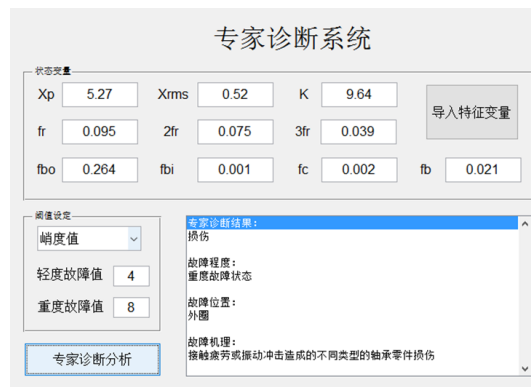 专家诊断系统
状态变量
Xp 5.27 Xrms 0.52 K 9.64
导入特征变量
fr 0.095 2fr 0.075 3fr 0.039
fbo 0.264 fbi 0.001 fc 0.002 fb 0.021
阈值设定
峭度值
轻度故障值 4
重度故障值 8
专家诊断分析
专家诊断结果:
损伤
故障程度:
重度故障状态
故障位置:
外圈
故障机理:
接触疲劳或振动冲击造成的不同类型的轴承零件损伤